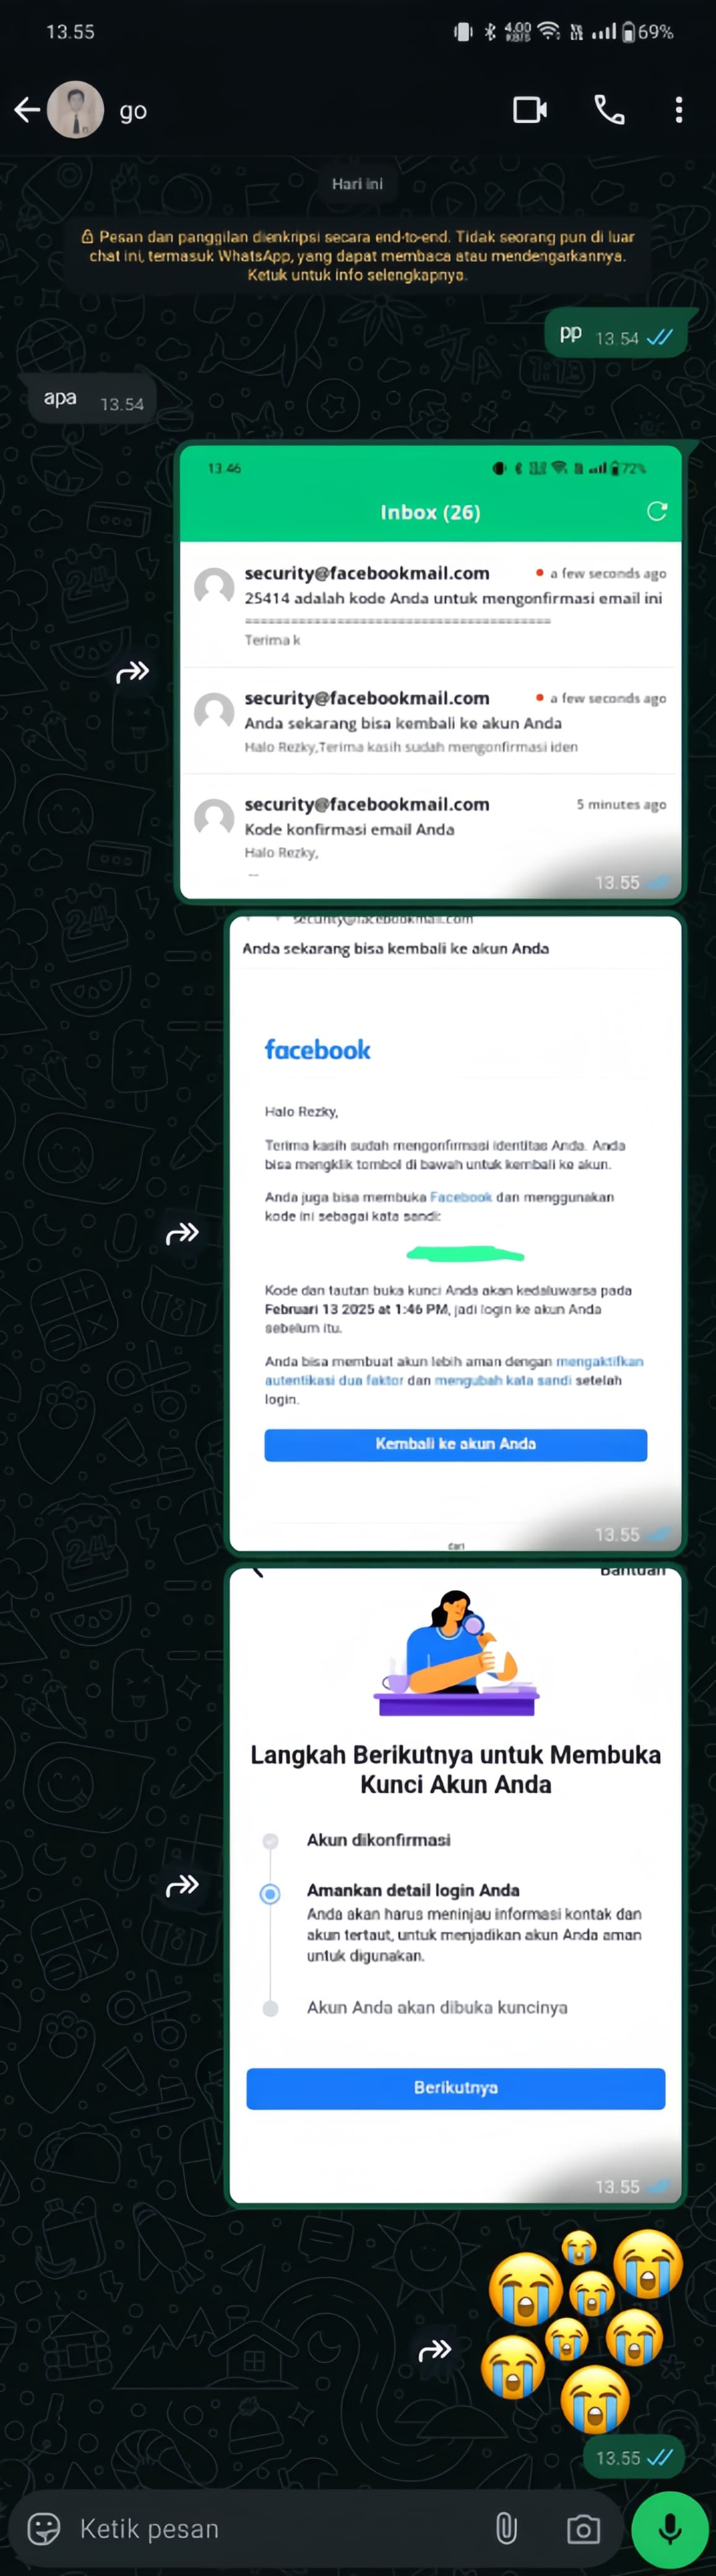 13.55
4.00
KB/S
69%
go
Hari ini
Pesan dan panggilan dienkripsi secara end-to-end. Tidak seorang pun di luar
chat ini, termasuk WhatsApp, yang dapat membaca atau mendengarkannya.
Ketuk untuk info selengkapnya.
pp 13.54
apa 13.54
13.46
72%
Inbox (26)
security@facebookmail.com a few seconds ago
25414 adalah kode Anda untuk mengonfirmasi email ini
========================================
Terima k
security@facebookmail.com a few seconds ago
Anda sekarang bisa kembali ke akun Anda
Halo Rezky,Terima kasih sudah mengonfirmasi iden
security@facebookmail.com 5 minutes ago
Kode konfirmasi email Anda
Halo Rezky,
--
13.55
security@facebookmail.com
Anda sekarang bisa kembali ke akun Anda
facebook
Halo Rezky,
Terima kasih sudah mengonfirmasi identitas Anda. Anda
bisa mengklik tombol di bawah untuk kembali ke akun.
Anda juga bisa membuka Facebook dan menggunakan
kode ini sebagai kata sandi:
Kode dan tautan buka kunci Anda akan kedaluwarsa pada
Februari 13 2025 at 1:46 PM, jadi login ke akun Anda
sebelum itu.
Anda bisa membuat akun lebih aman dengan mengaktifkan
autentikasi dua faktor dan mengubah kata sandi setelah
login.
Kembali ke akun Anda
dari
13.55
Bantuan
Langkah Berikutnya untuk Membuka
Kunci Akun Anda
Akun dikonfirmasi
Amankan detail login Anda
Anda akan harus meninjau informasi kontak dan
akun tertaut, untuk menjadikan akun Anda aman
untuk digunakan.
Akun Anda akan dibuka kuncinya
Berikutnya
13.55
13.55
Ketik pesan